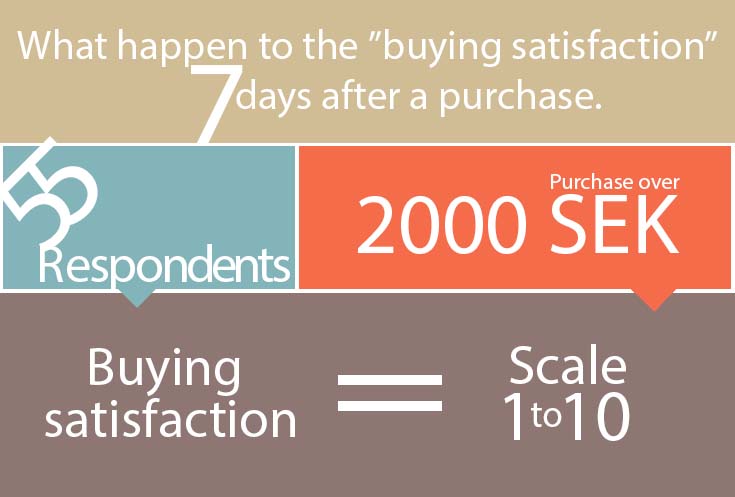 What happen to the ”buying satisfaction”
7 days after a purchase.
55
Respondents
Purchase over
2000 SEK
Buying
satisfaction
=
Scale
1 to 10